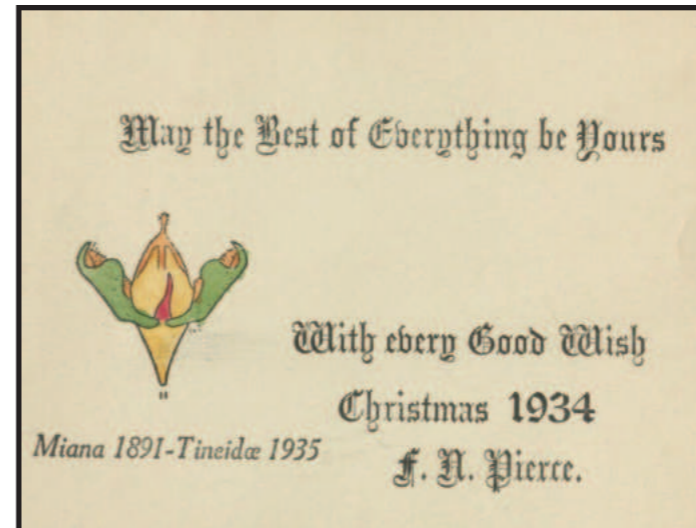 May the Best of Everything be Yours
With every Good Wish
Christmas 1934
F. N. Pierce.
Miana 1891-Tineidæ 1935